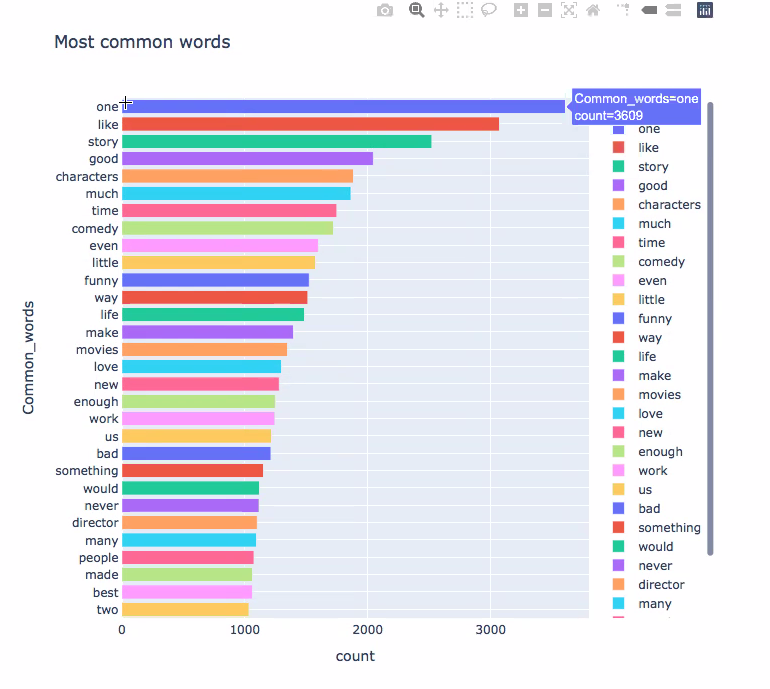 Most common words
Common_words=one
count=3609
one
like
story
good
characters
much
time
comedy
even
little
funny
way
life
make
movies
love
new
enough
work
us
bad
something
would
never
director
many
people
made
best
two
Common_words
0 1000 2000 3000
count
one
like
story
good
characters
much
time
comedy
even
little
funny
way
life
make
movies
love
new
enough
work
us
bad
something
would
never
director
many